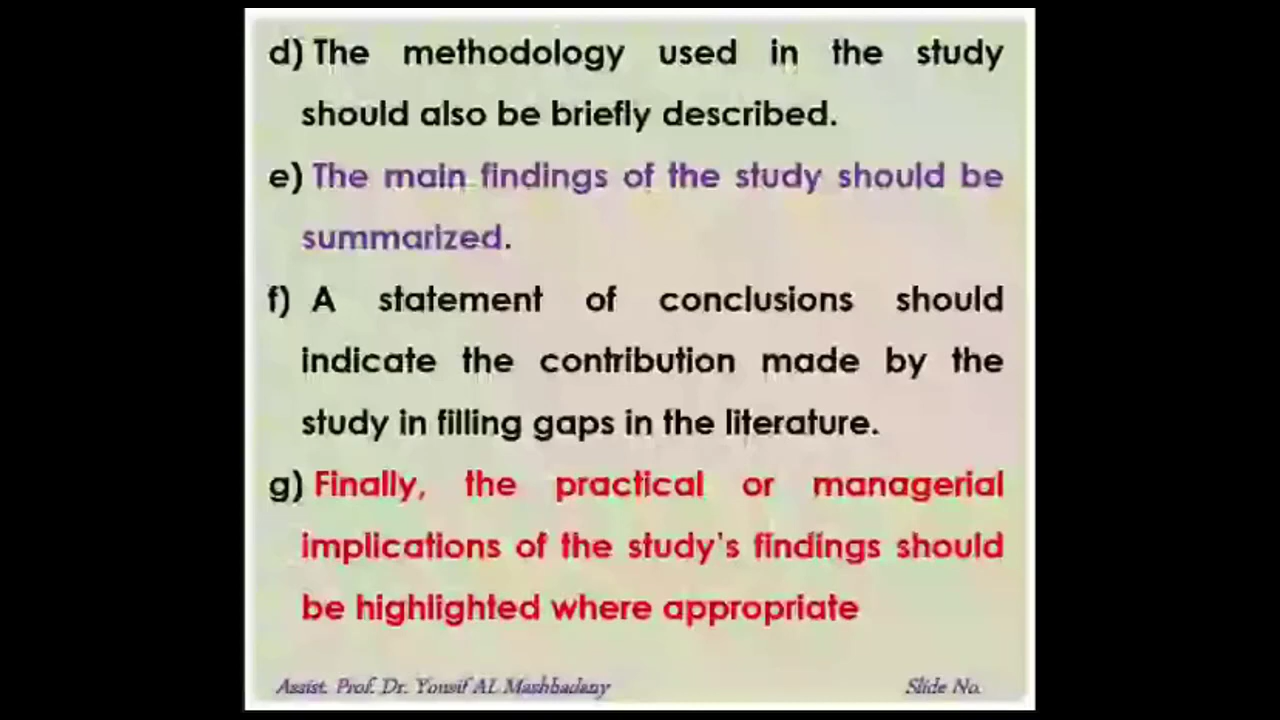 d) The methodology used in the study
should also be briefly described.
e) The main findings of the study should be
summarized.
f) A statement of conclusions should
indicate the contribution made by the
study in filling gaps in the literature.
g) Finally, the practical or managerial
implications of the study's findings should
be highlighted where appropriate
Assist. Prof. Dr. Yousif AL Mashhadany
Slide No.